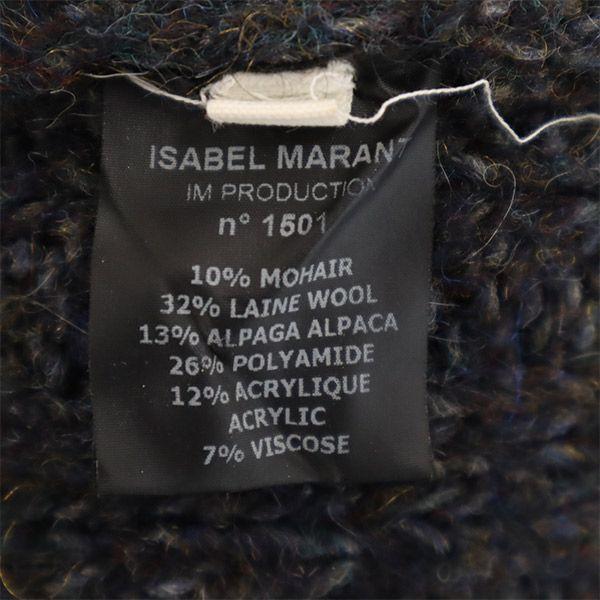 ISABEL MARANT
IM PRODUCTION
n° 1501
10% MOHAIR
32% LAINE WOOL
13% ALPAGA ALPACA
26% POLYAMIDE
12% ACRYLIQUE
ACRYLIC
7% VISCOSE